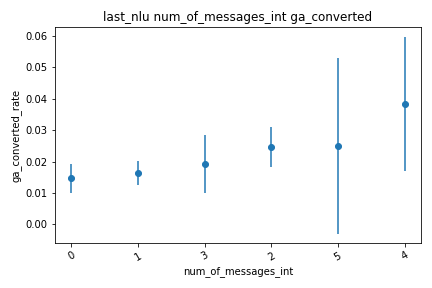 last_nlu num_of_messages_int ga_converted
0.06
0.05
0.04
0.03
0.02
0.01
0.00
ga_converted_rate
0 1 3 2 5 4
num_of_messages_int